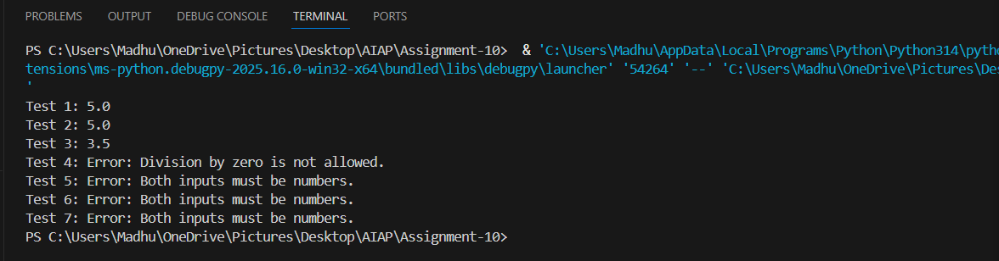 PROBLEMS OUTPUT DEBUG CONSOLE TERMINAL PORTS
PS C:\Users\Madhu\OneDrive\Pictures\Desktop\AIAP\Assignment-10>  & 'C:\Users\Madhu\AppData\Local\Programs\Python\Python314\pyth
tensions\ms-python.debugpy-2025.16.0-win32-x64\bundled\libs\debugpy\launcher' '54264' '--' 'C:\Users\Madhu\OneDrive\Pictures\Des
'
Test 1: 5.0
Test 2: 5.0
Test 3: 3.5
Test 4: Error: Division by zero is not allowed.
Test 5: Error: Both inputs must be numbers.
Test 6: Error: Both inputs must be numbers.
Test 7: Error: Both inputs must be numbers.
PS C:\Users\Madhu\OneDrive\Pictures\Desktop\AIAP\Assignment-10>